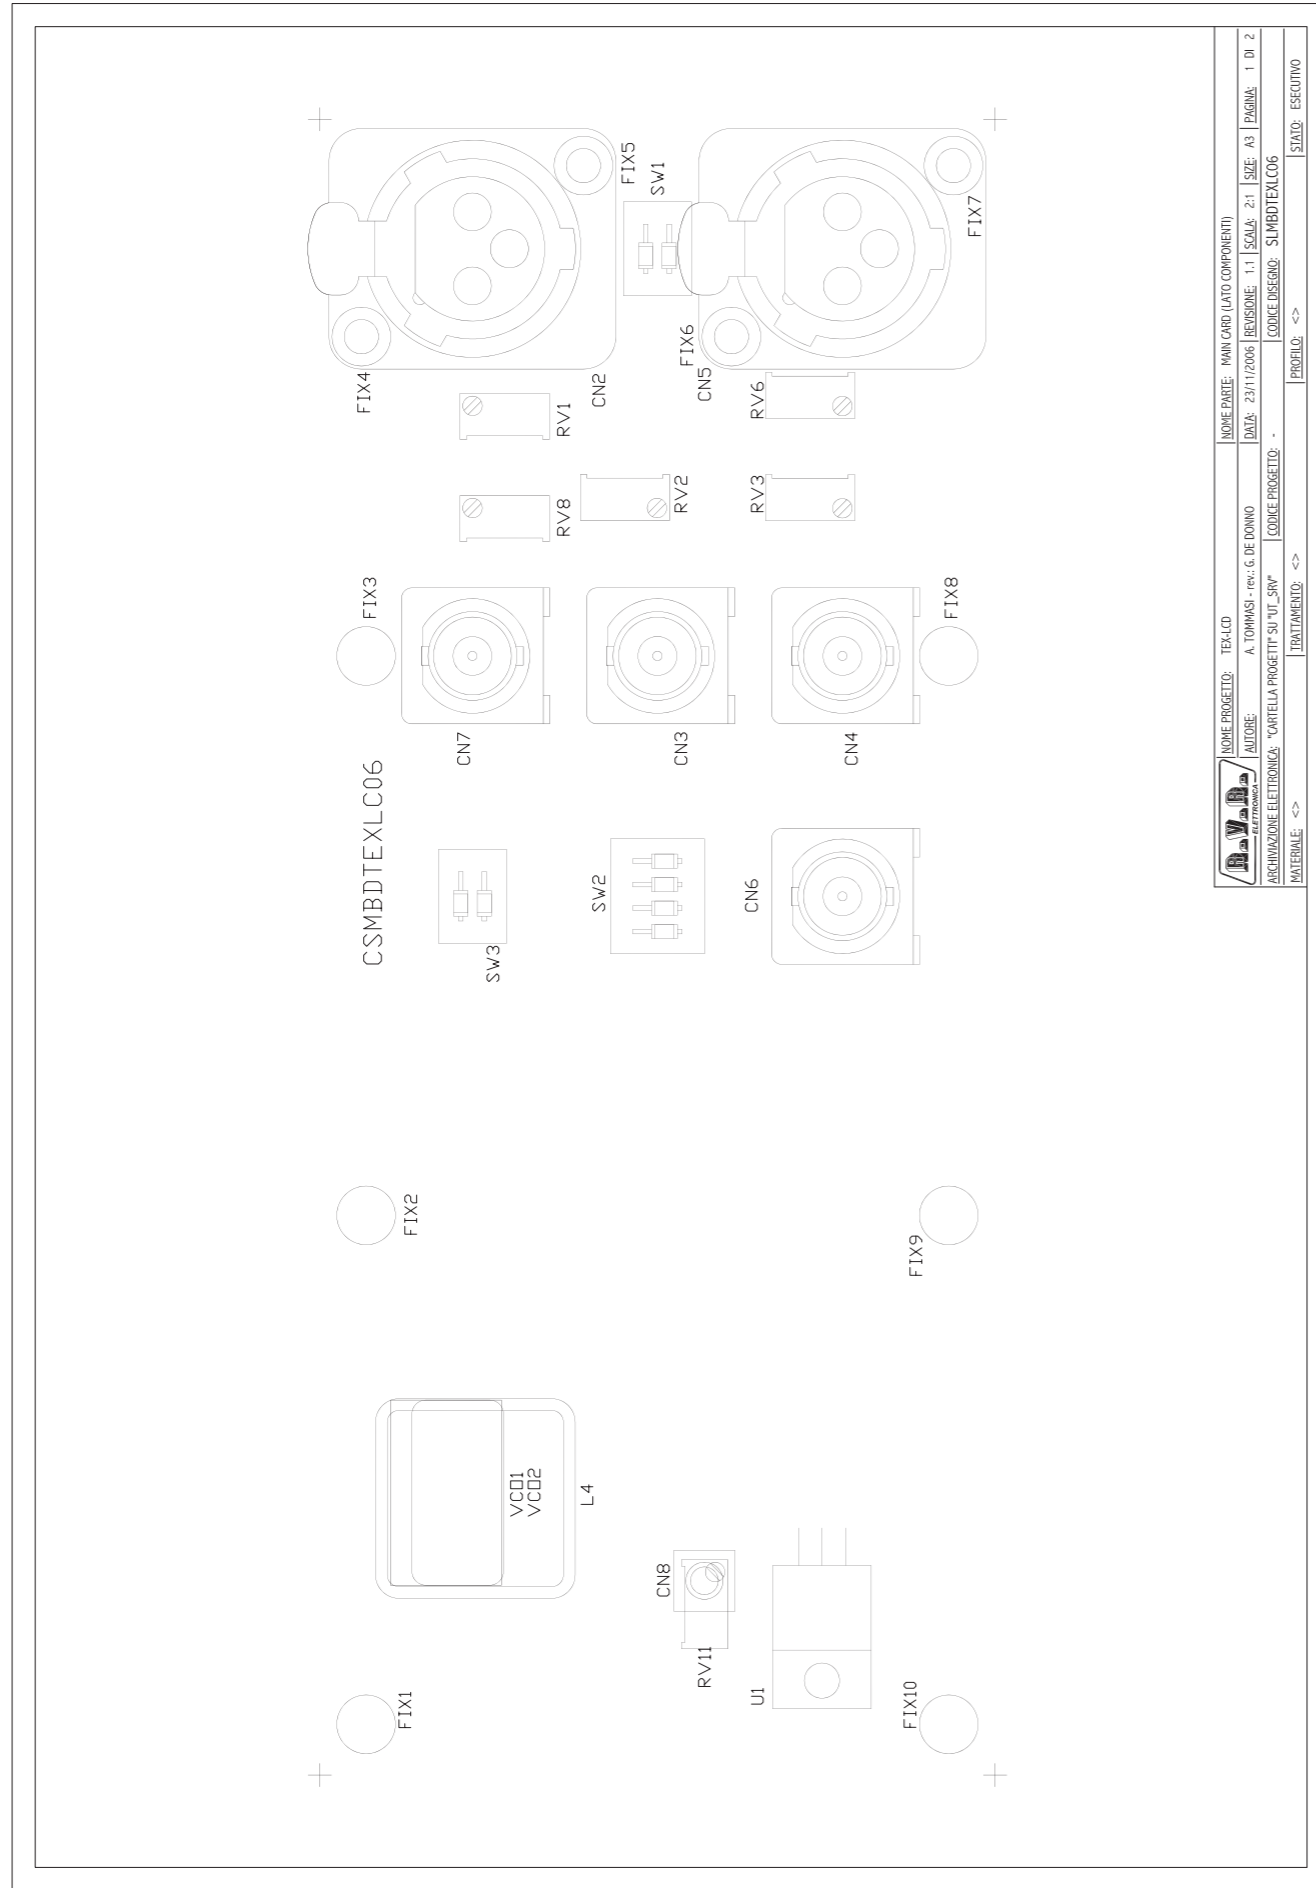 FIX5
SW1
FIX7
FIX4
CN2
FIX6
CN5
RV1
RV6
RV8
RV2
RV3
FIX3
FIX8
CN7
CN3
CN4
CSMBDTEXLC06
SW3
SW2
CN6
FIX2
FIX9
VCO1
VCO2
L4
CN8
RV11
U1
FIX1
FIX10
R.V.R.
ELETTRONICA
NOME PROGETTO: TEX-LCD
NOME PARTE: MAIN CARD (LATO COMPONENTI)
AUTORE: A. TOMMASI - rev.: G. DE DONNO
DATA: 23/11/2006
REVISIONE: 1.1
SCALA: 2:1
SIZE: A3
PAGINA: 1 DI 2
ARCHIVIAZIONE ELETTRONICA: "CARTELLA PROGETTI" SU "UT_SRV"
CODICE PROGETTO: -
CODICE DISEGNO: SLMBDTEXLC06
MATERIALE: <>
TRATTAMENTO: <>
PROFILO: <>
STATO: ESECUTIVO